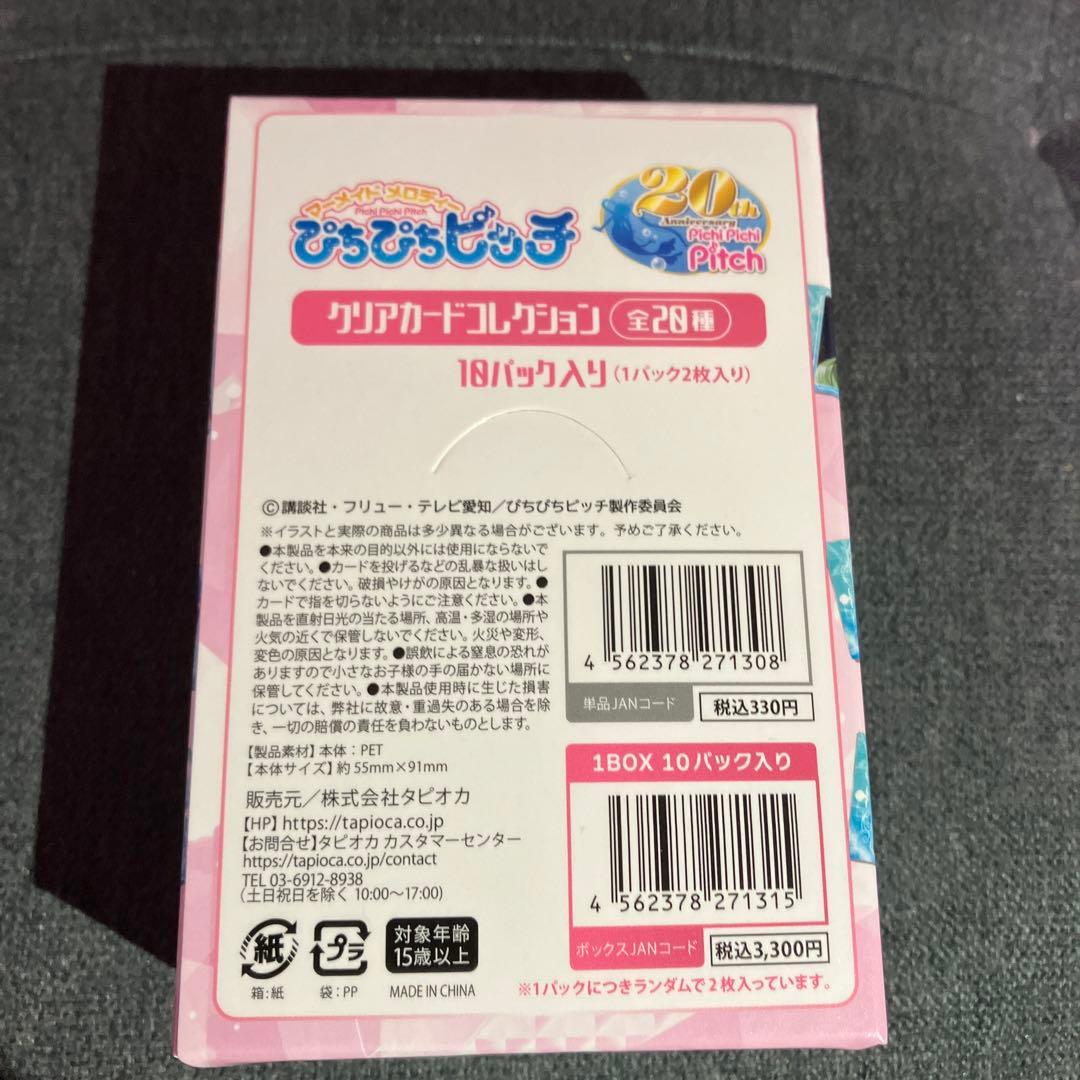 マーメイド メロディー
Pichi Pichi Pitch
ぴちぴちピッチ
20th
Anniversary
Pichi Pichi
Pitch
クリアカードコレクション 全20種
10パック入り(1パック2枚入り)
©講談社・フリュー・テレビ愛知/ぴちぴちピッチ製作委員会
※イラストと実際の商品は多少異なる場合がございます。予めご了承ください。
●本製品を本来の目的以外には使用にならないで
ください。●カードを投げるなどの乱暴な扱いはし
ないでください。破損やけがの原因となります。●
カードで指を切らないようにご注意ください。●本
製品を直射日光の当たる場所、高温・多湿の場所や
火気の近くで保管しないでください。火災や変形、
変色の原因となります。●誤飲による窒息の恐れが
ありますので小さなお子様の手の届かない場所に
保管してください。●本製品使用時に生じた損害
については、弊社に故意・重過失のある場合を除
き、一切の賠償の責任を負わないものとします。
【製品素材】本体:PET
【本体サイズ】約55mm×91mm
販売元/株式会社タピオカ
【HP】https://tapioca.co.jp
【お問合せ】タピオカ カスタマーセンター
https://tapioca.co.jp/contact
TEL 03-6912-8938
(土日祝日を除く 10:00〜17:00)
紙
箱:紙
プラ
袋:PP
対象年齢
15歳以上
MADE IN CHINA
4 562378 271308
単品JANコード
税込330円
1BOX 10パック入り
4 562378 271315
ボックスJANコード
税込3,300円
※1パックにつきランダムで2枚入っています。